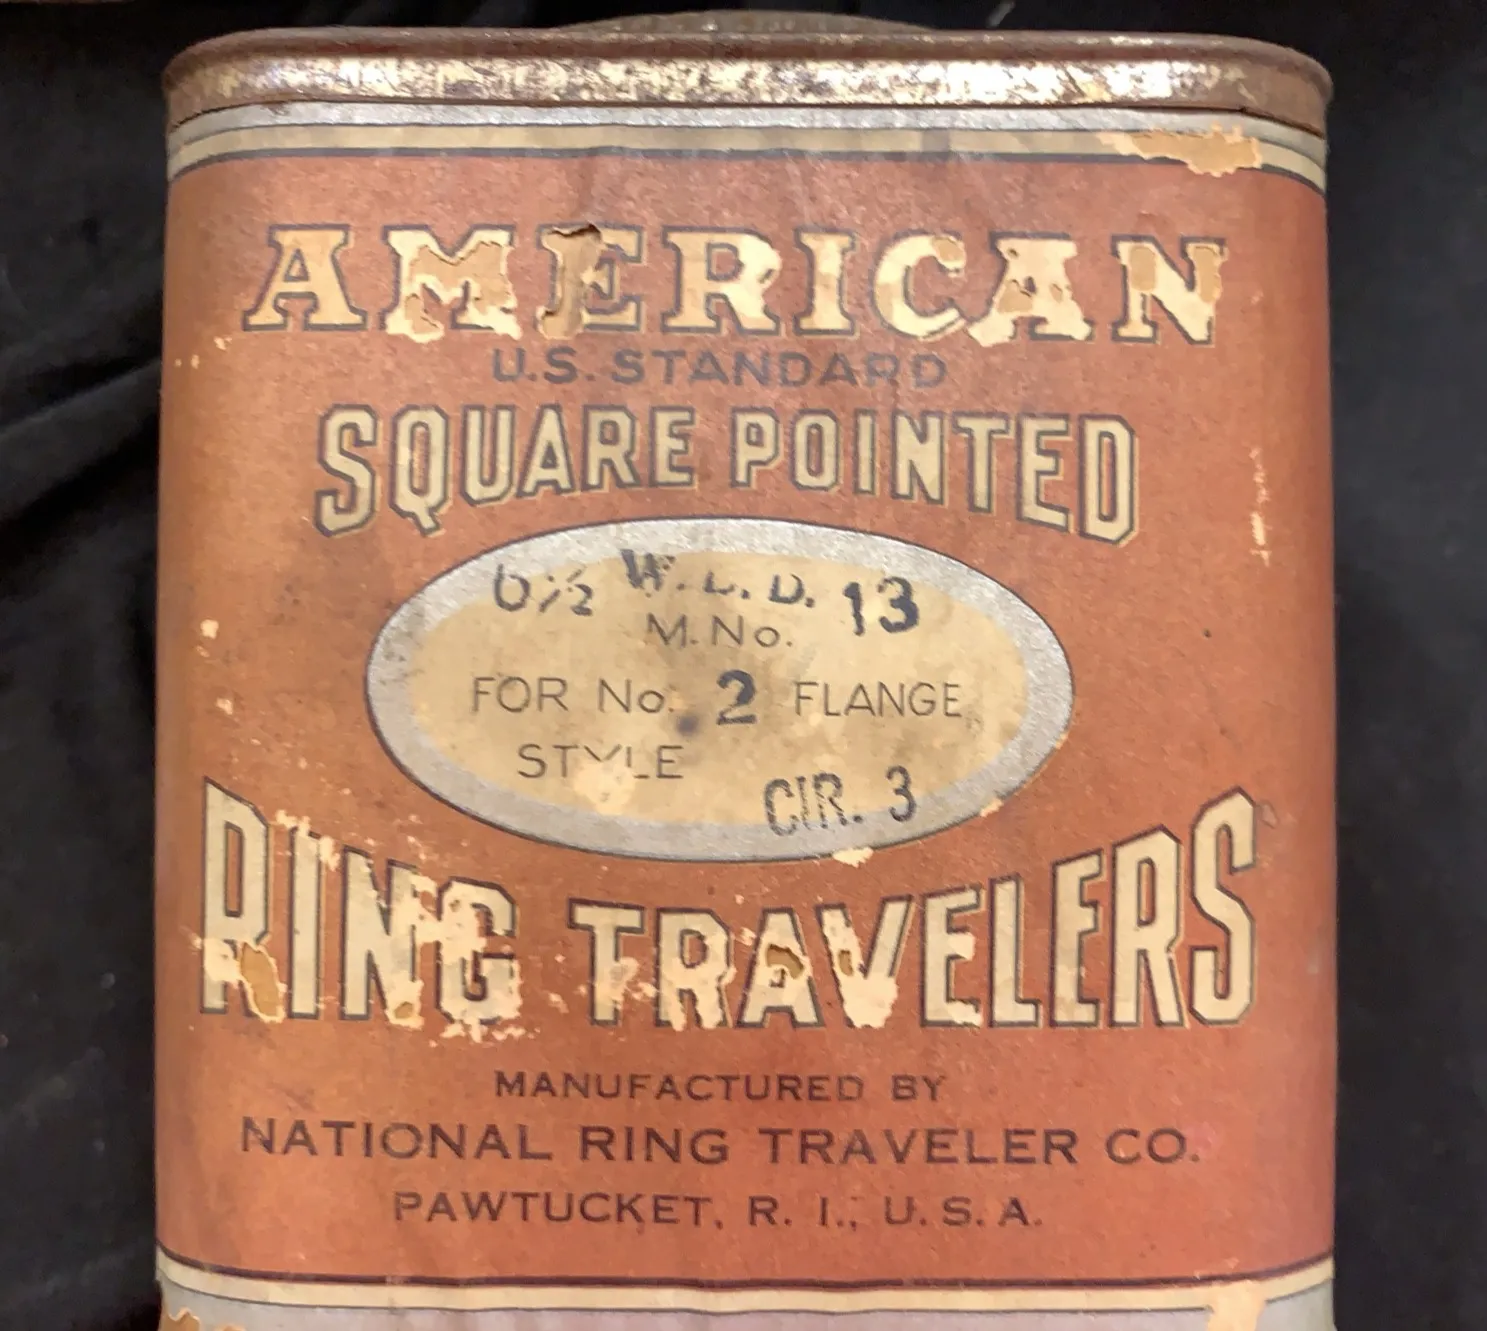 AMERICAN
U.S. STANDARD
SQUARE POINTED
6½ W.L.D. 13
M. No.
FOR No. 2 FLANGE
STYLE
CIR. 3
RING TRAVELERS
MANUFACTURED BY
NATIONAL RING TRAVELER CO.
PAWTUCKET, R. I., U. S. A.